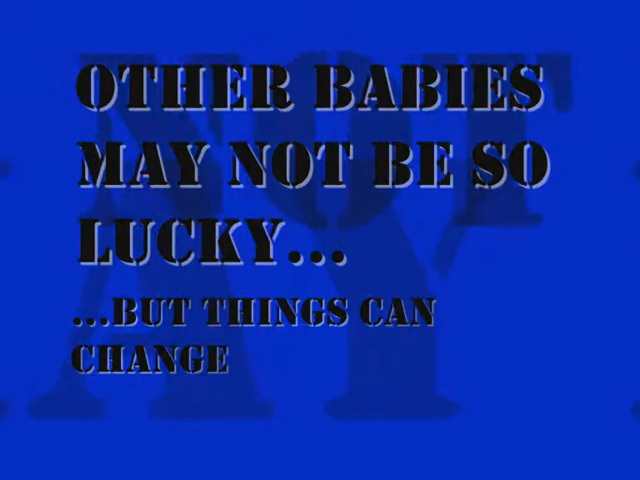 OTHER BABIES
MAY NOT BE SO
LUCKY...
...BUT THINGS CAN
CHANGE